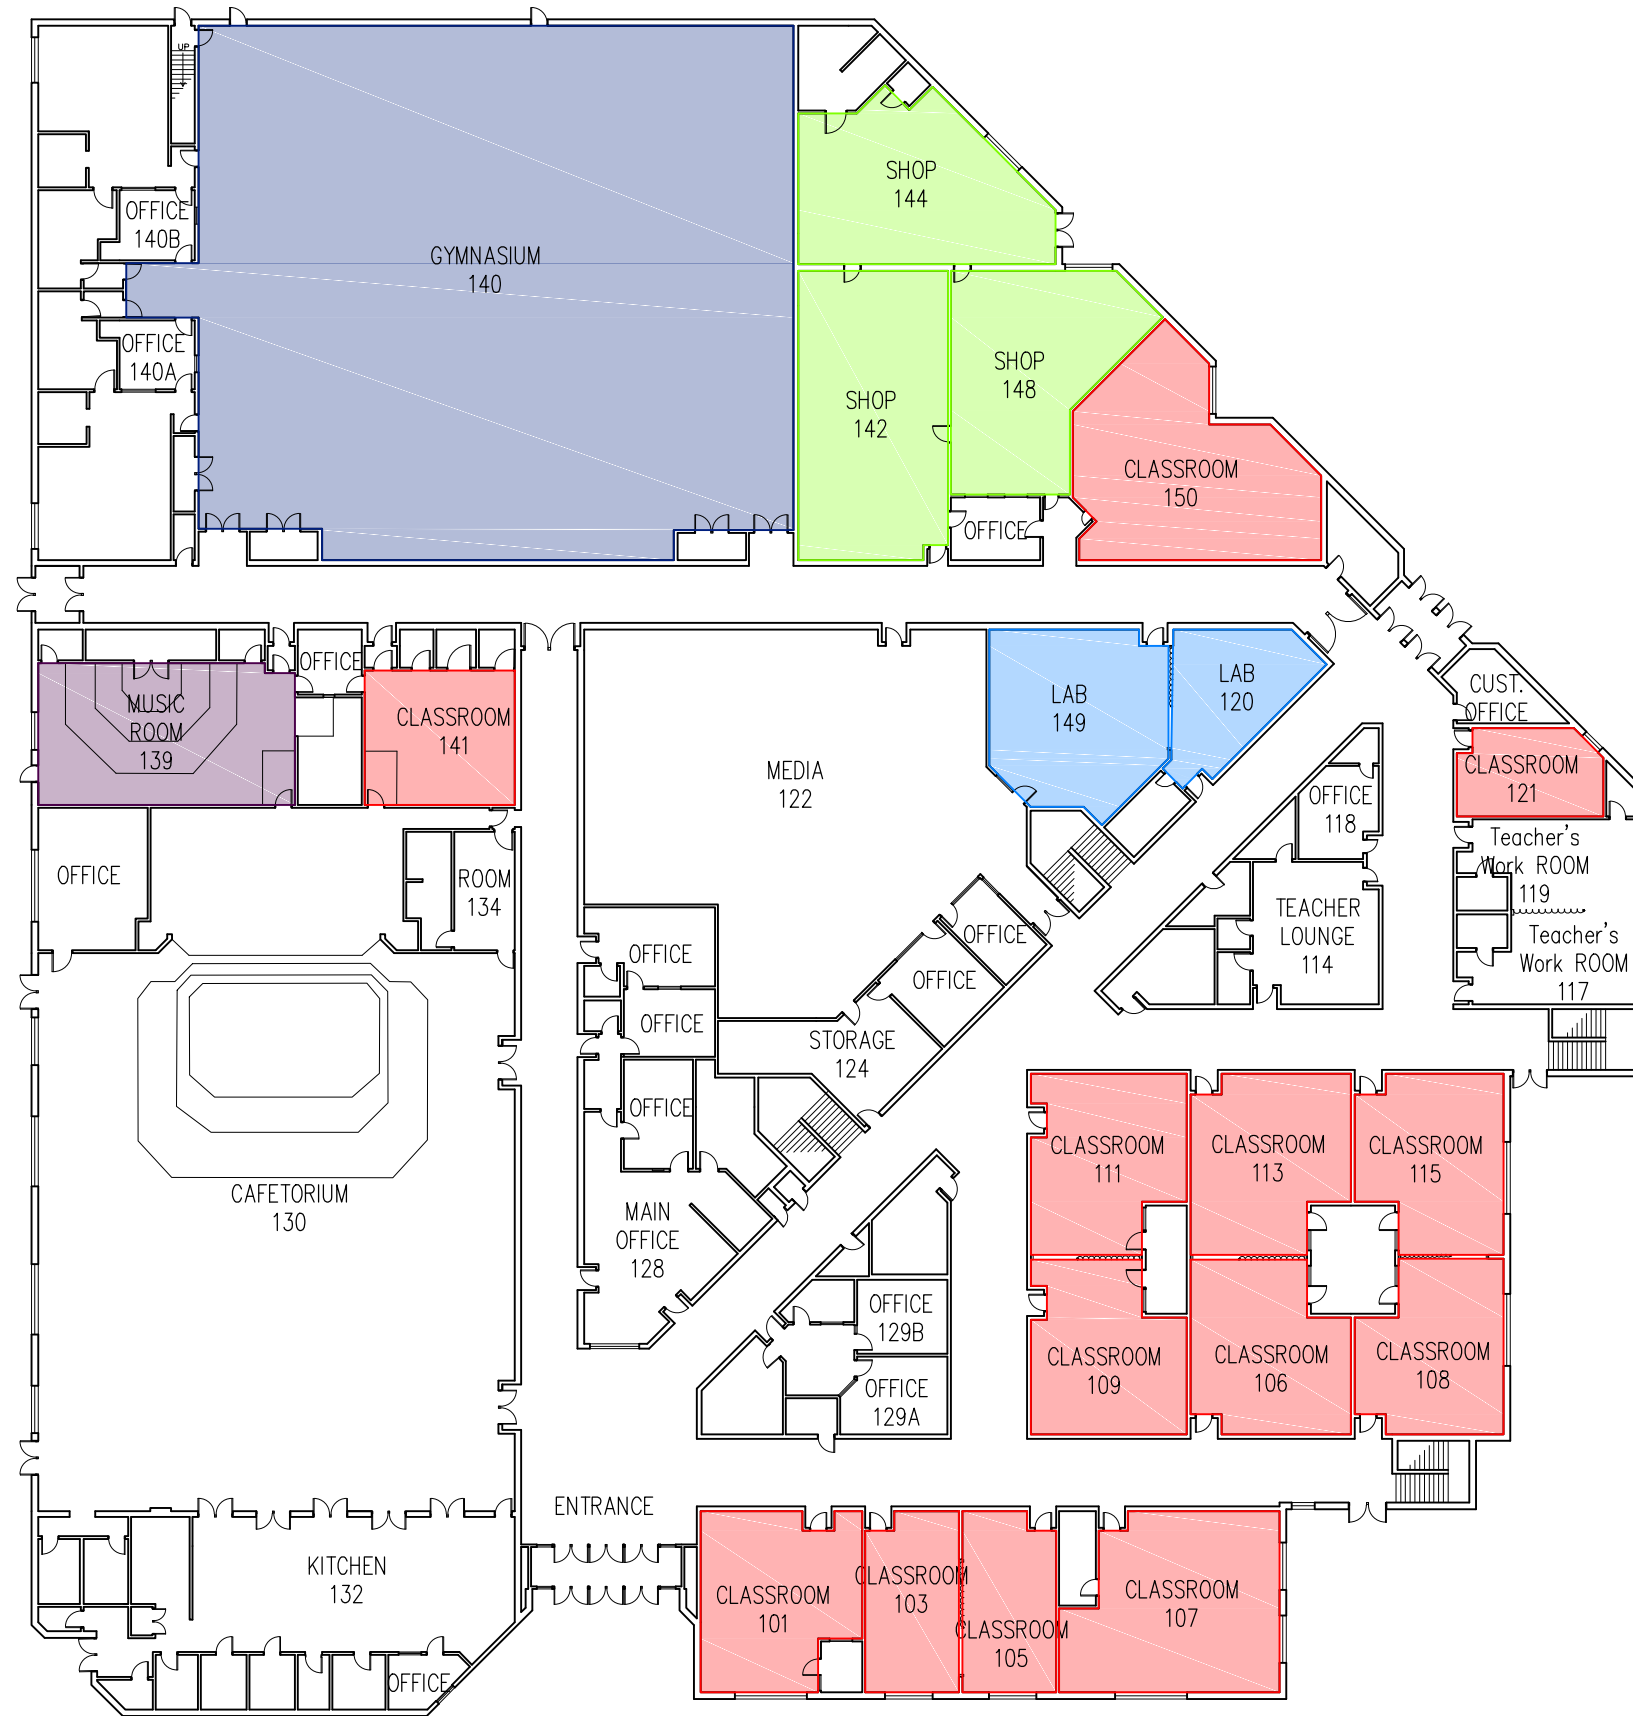 UP
OFFICE
140B
GYMNASIUM
140
OFFICE
140A
SHOP
144
SHOP
148
SHOP
142
CLASSROOM
150
OFFICE
OFFICE
MUSIC
ROOM
139
CLASSROOM
141
MEDIA
122
LAB
149
LAB
120
CUST.
OFFICE
CLASSROOM
121
OFFICE
118
Teacher's
Work ROOM
119
Teacher's
Work ROOM
117
TEACHER
LOUNGE
114
OFFICE
ROOM
134
OFFICE
OFFICE
OFFICE
OFFICE
STORAGE
124
OFFICE
MAIN
OFFICE
128
CAFETORIUM
130
CLASSROOM
111
CLASSROOM
113
CLASSROOM
115
CLASSROOM
109
CLASSROOM
106
CLASSROOM
108
OFFICE
129B
OFFICE
129A
ENTRANCE
KITCHEN
132
OFFICE
CLASSROOM
101
CLASSROOM
103
CLASSROOM
105
CLASSROOM
107